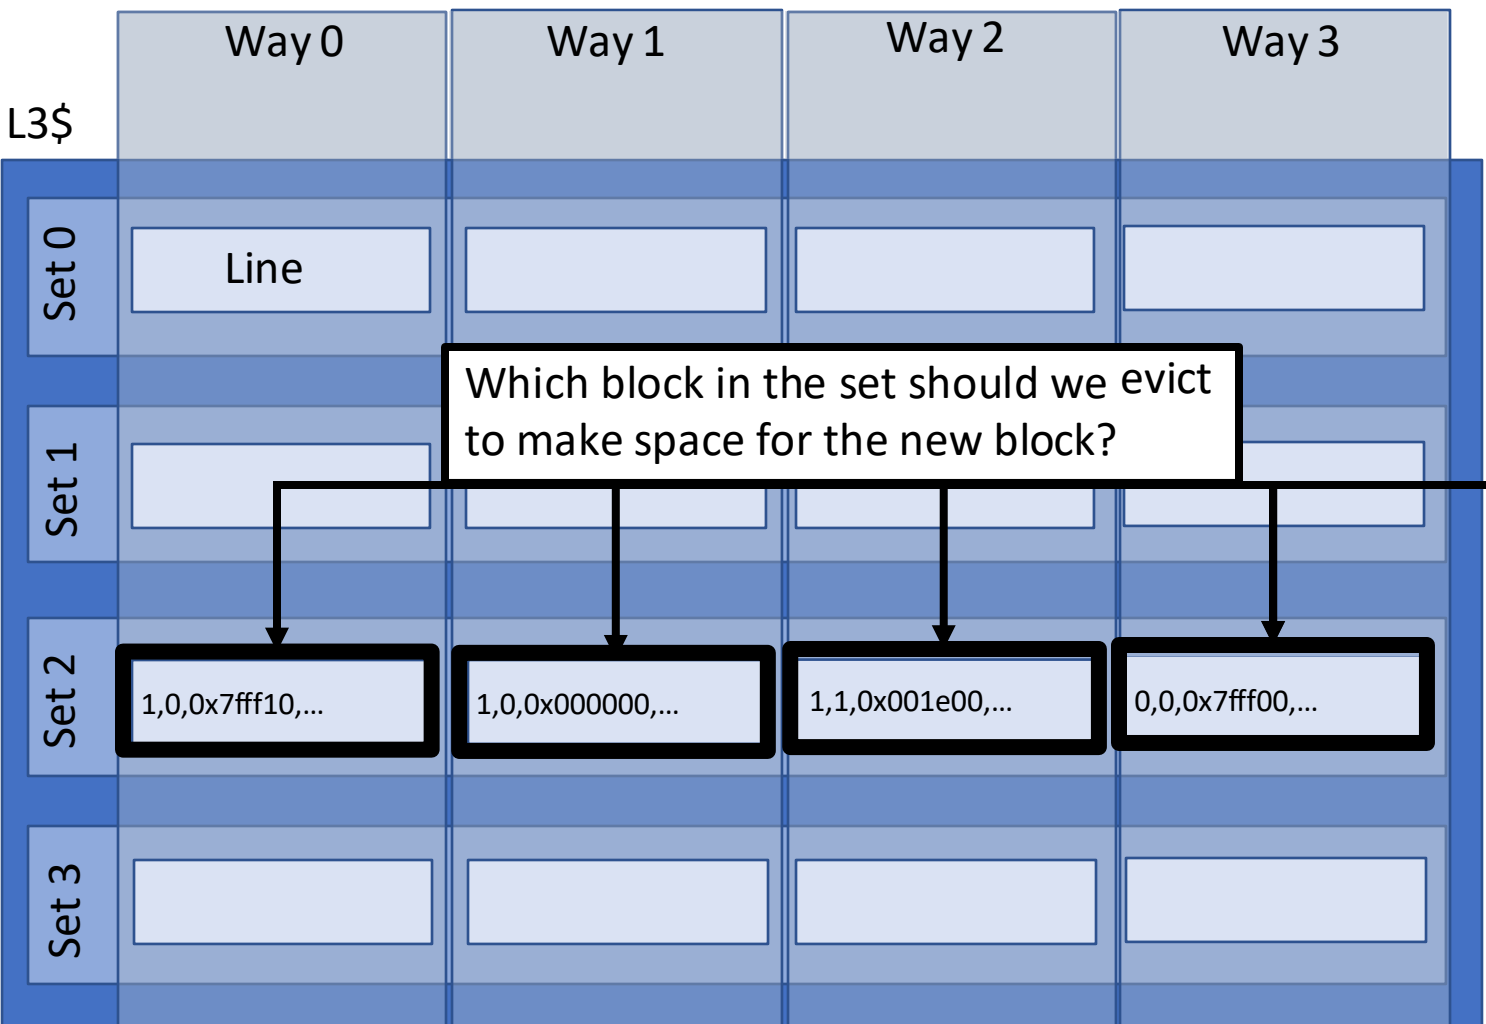 Way 0
Way 1
Way 2
Way 3
L3$
Set 0
Line
Which block in the set should we evict
to make space for the new block?
Set 1
Set 2
1,0,0x7fff10,...
1,0,0x000000,...
1,1,0x001e00,...
0,0,0x7fff00,...
Set 3